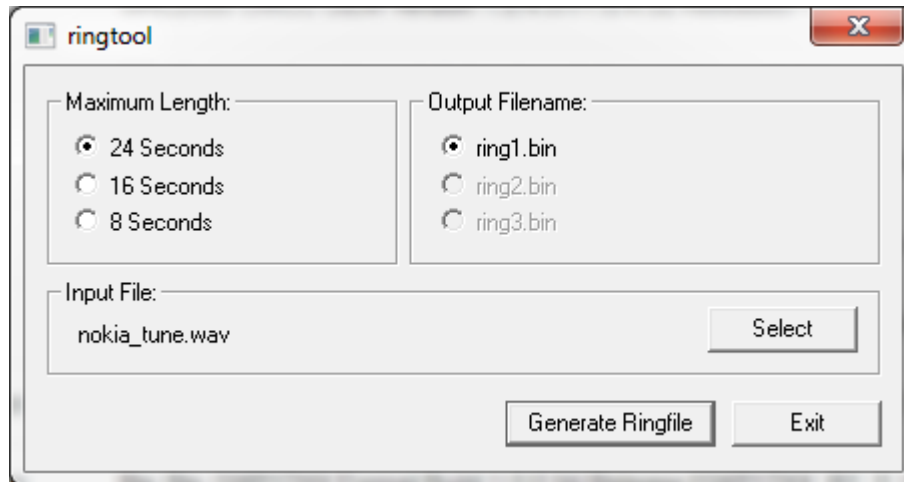 ringtool
Maximum Length:
24 Seconds
16 Seconds
8 Seconds
Output Filename:
ring1.bin
ring2.bin
ring3.bin
Input File:
nokia_tune.wav
Select
Generate Ringfile
Exit